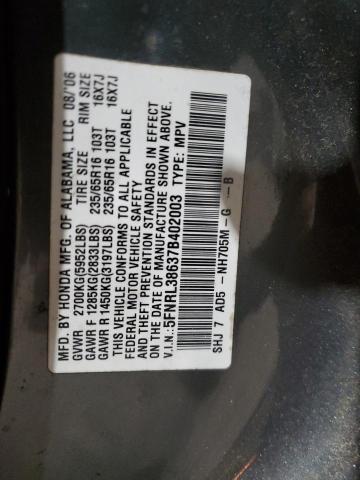 MFD. BY HONDA MFG. OF ALABAMA, LLC 08/'06
TIRE SIZE RIM SIZE
GVWR 2700KG(5952LBS)
GAWR F 1285KG(2833LBS) 235/65R16 103T 16X7J
GAWR R 1450KG(3197LBS) 235/65R16 103T 16X7J
THIS VEHICLE CONFORMS TO ALL APPLICABLE
FEDERAL MOTOR VEHICLE SAFETY
AND THEFT PREVENTION STANDARDS IN EFFECT
ON THE DATE OF MANUFACTURE SHOWN ABOVE.
V.I.N.:5FNRL38637B402003 TYPE: MPV
SHJ 7 AD5 -NH705M-G --B